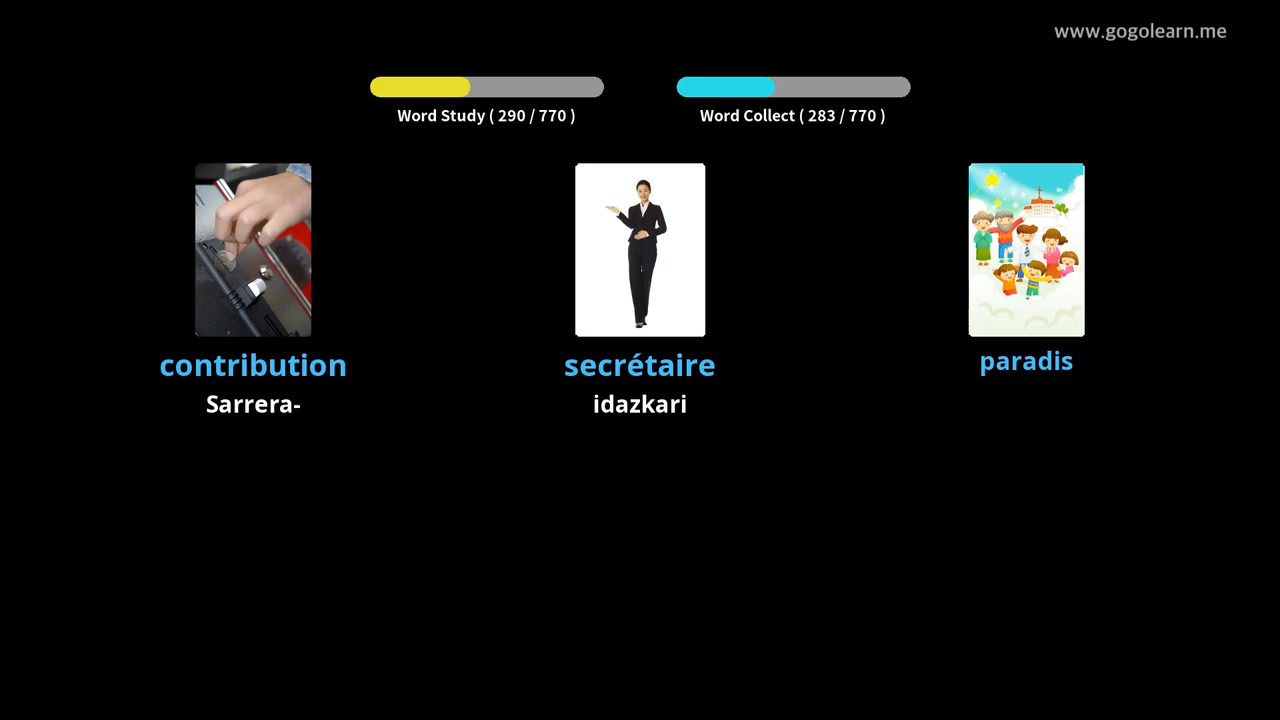 www.gogolearn.me
Word Study ( 290 / 770 )
Word Collect ( 283 / 770 )
contribution
Sarrera-
secrétaire
idazkari
paradis